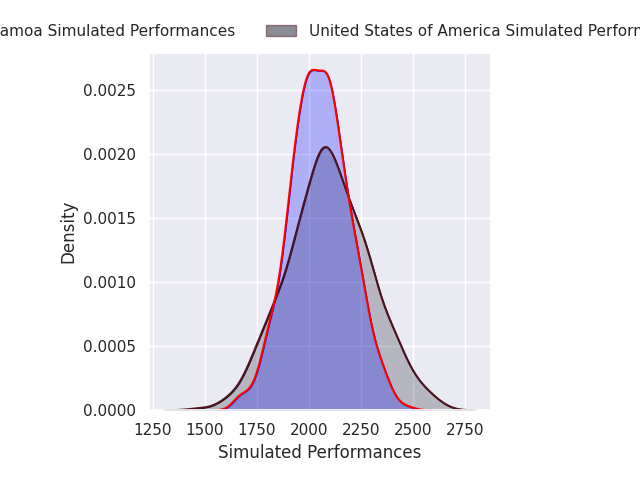 amoa Simulated Performances United States of America Simulated Perforn
0.0025
0.0020
0.0015
0.0010
0.0005
0.0000
Density
1250 1500 1750 2000 2250 2500 2750
Simulated Performances